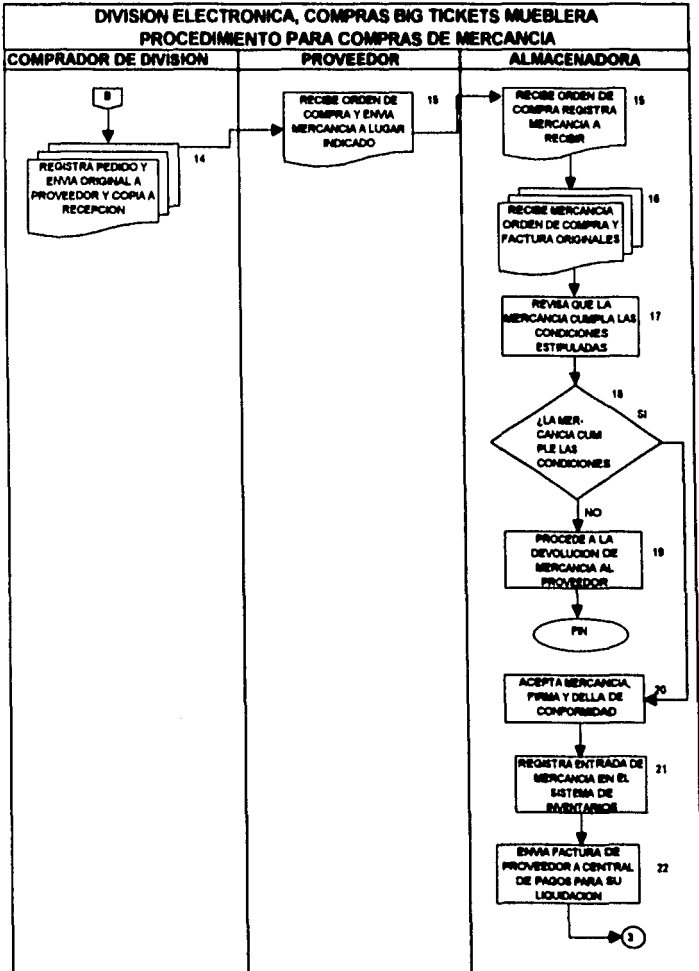 DIVISION ELECTRONICA, COMPRAS BIG TICKETS MUEBLERA
PROCEDIMIENTO PARA COMPRAS DE MERCANCIA
COMPRADOR DE DIVISION
PROVEEDOR
ALMACENADORA
B
REGISTRA PEDIDO Y
ENVIA ORIGINAL A
PROVEEDOR Y COPIA A
RECEPCION
14
RECIBE ORDEN DE
COMPRA Y ENVIA
MERCANCIA A LUGAR
INDICADO
15
RECIBE ORDEN DE
COMPRA REGISTRA
MERCANCIA A
RECIBIR
15
RECIBE MERCANCIA
ORDEN DE COMPRA Y
FACTURA ORIGINALES
16
REVISA QUE LA
MERCANCIA CUMPLA LAS
CONDICIONES
ESTIPULADAS
17
18
SI
¿LA MER-
CANCIA CUM
PLE LAS
CONDICIONES
NO
PROCEDE A LA
DEVOLUCION DE
MERCANCIA AL
PROVEEDOR
19
FIN
ACEPTA MERCANCIA,
FIRMA Y DELLA DE
CONFORMIDAD
20
REGISTRA ENTRADA DE
MERCANCIA EN EL
SISTEMA DE
INVENTARIOS
21
ENVIA FACTURA DE
PROVEEDOR A CENTRAL
DE PAGOS PARA SU
LIQUIDACION
22
3